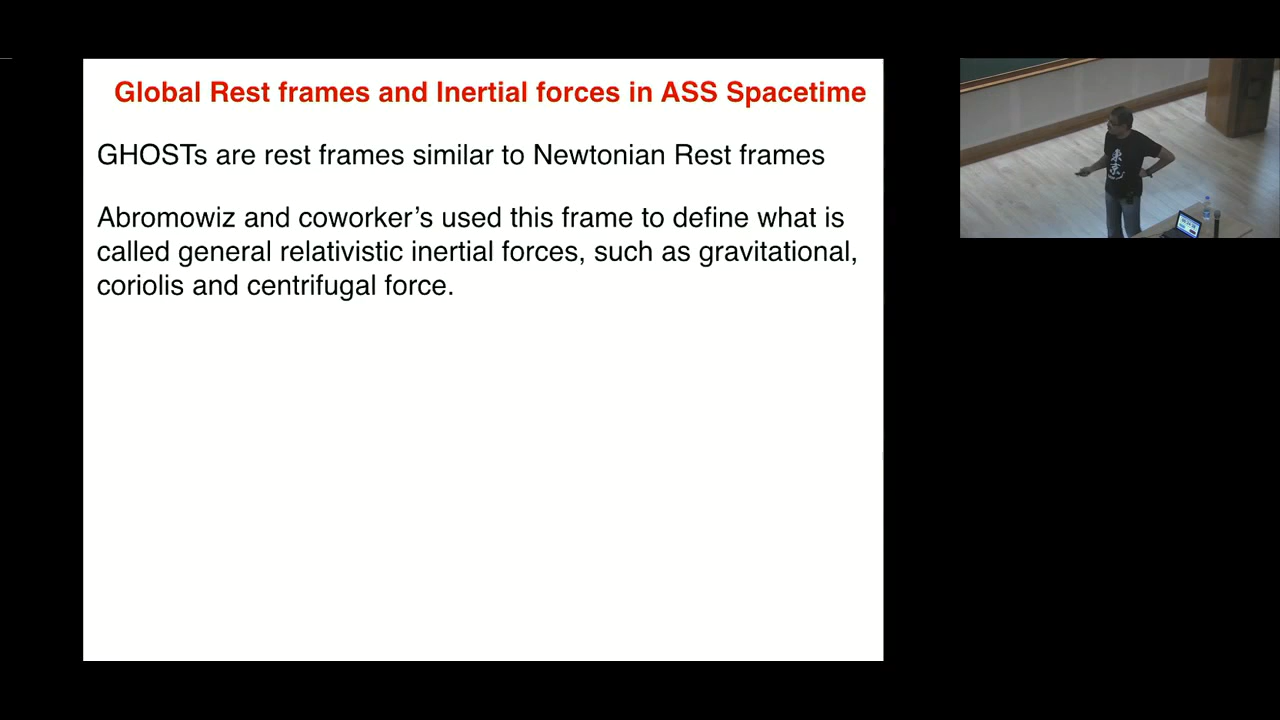 Global Rest frames and Inertial forces in ASS Spacetime
GHOSTs are rest frames similar to Newtonian Rest frames
Abromowiz and coworker's used this frame to define what is
called general relativistic inertial forces, such as gravitational,
coriolis and centrifugal force.
東
京